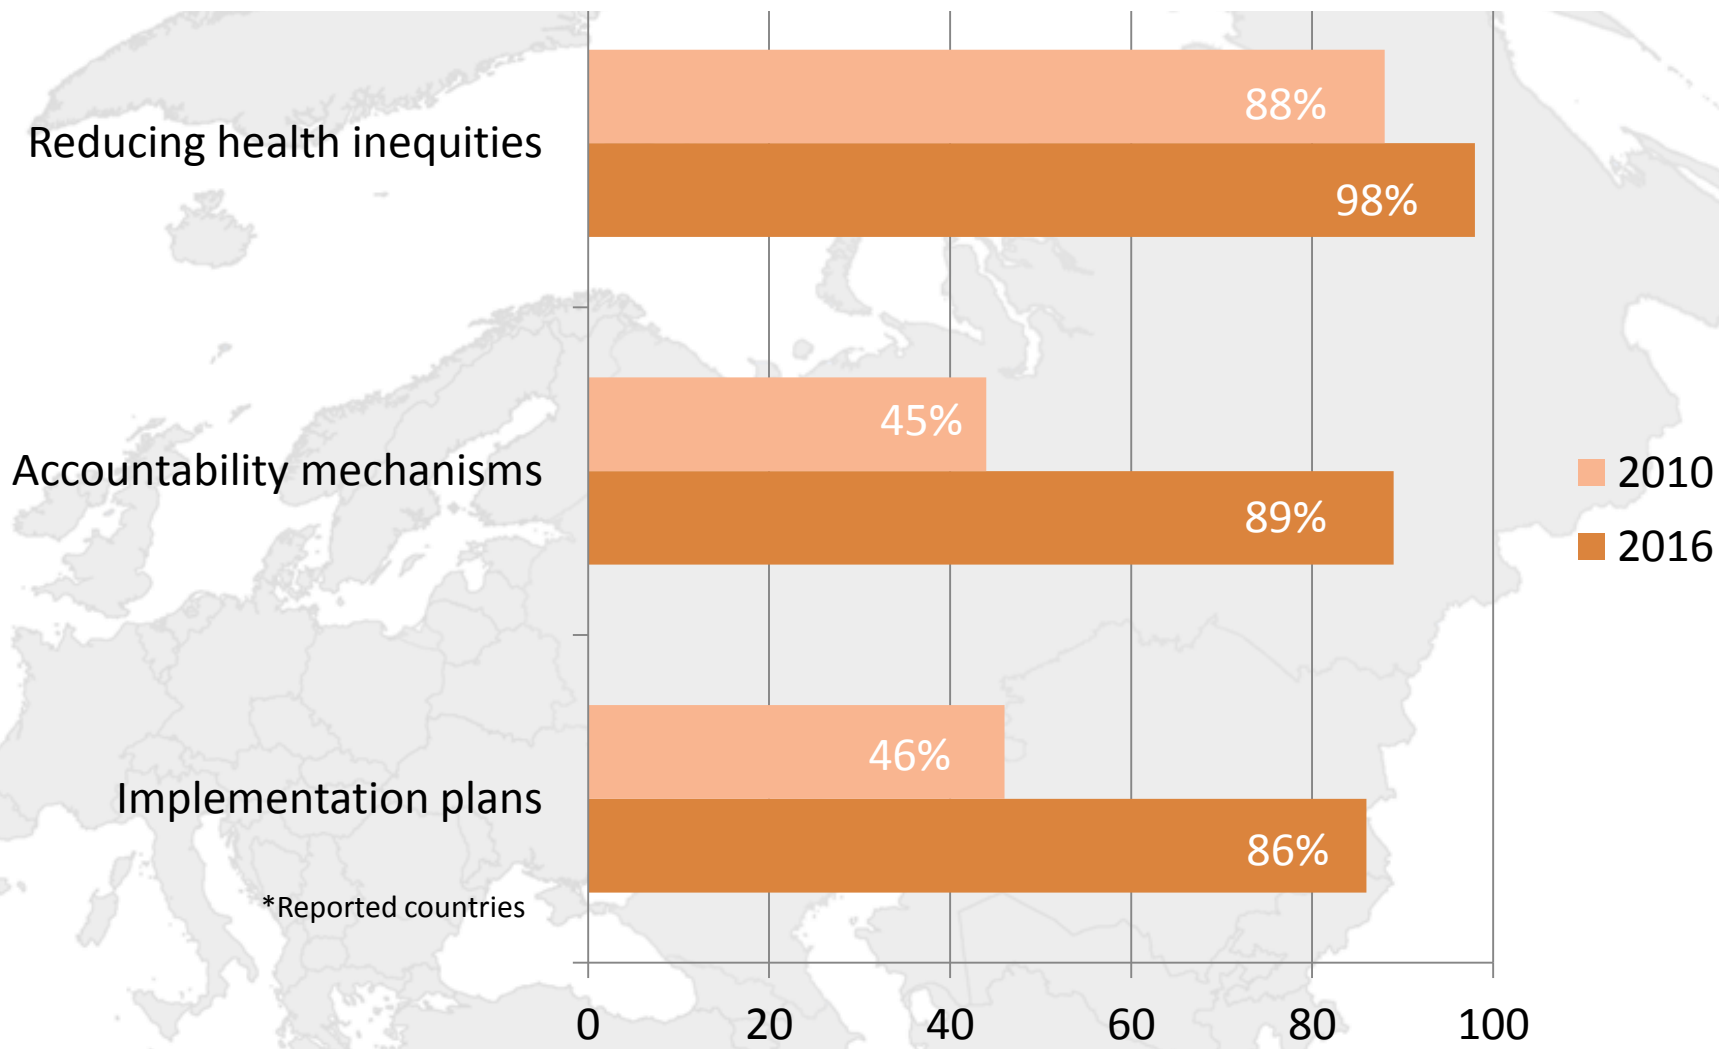 Reducing health inequities
88%
98%
Accountability mechanisms
45%
89%
2010
2016
Implementation plans
46%
86%
*Reported countries
0 20 40 60 80 100